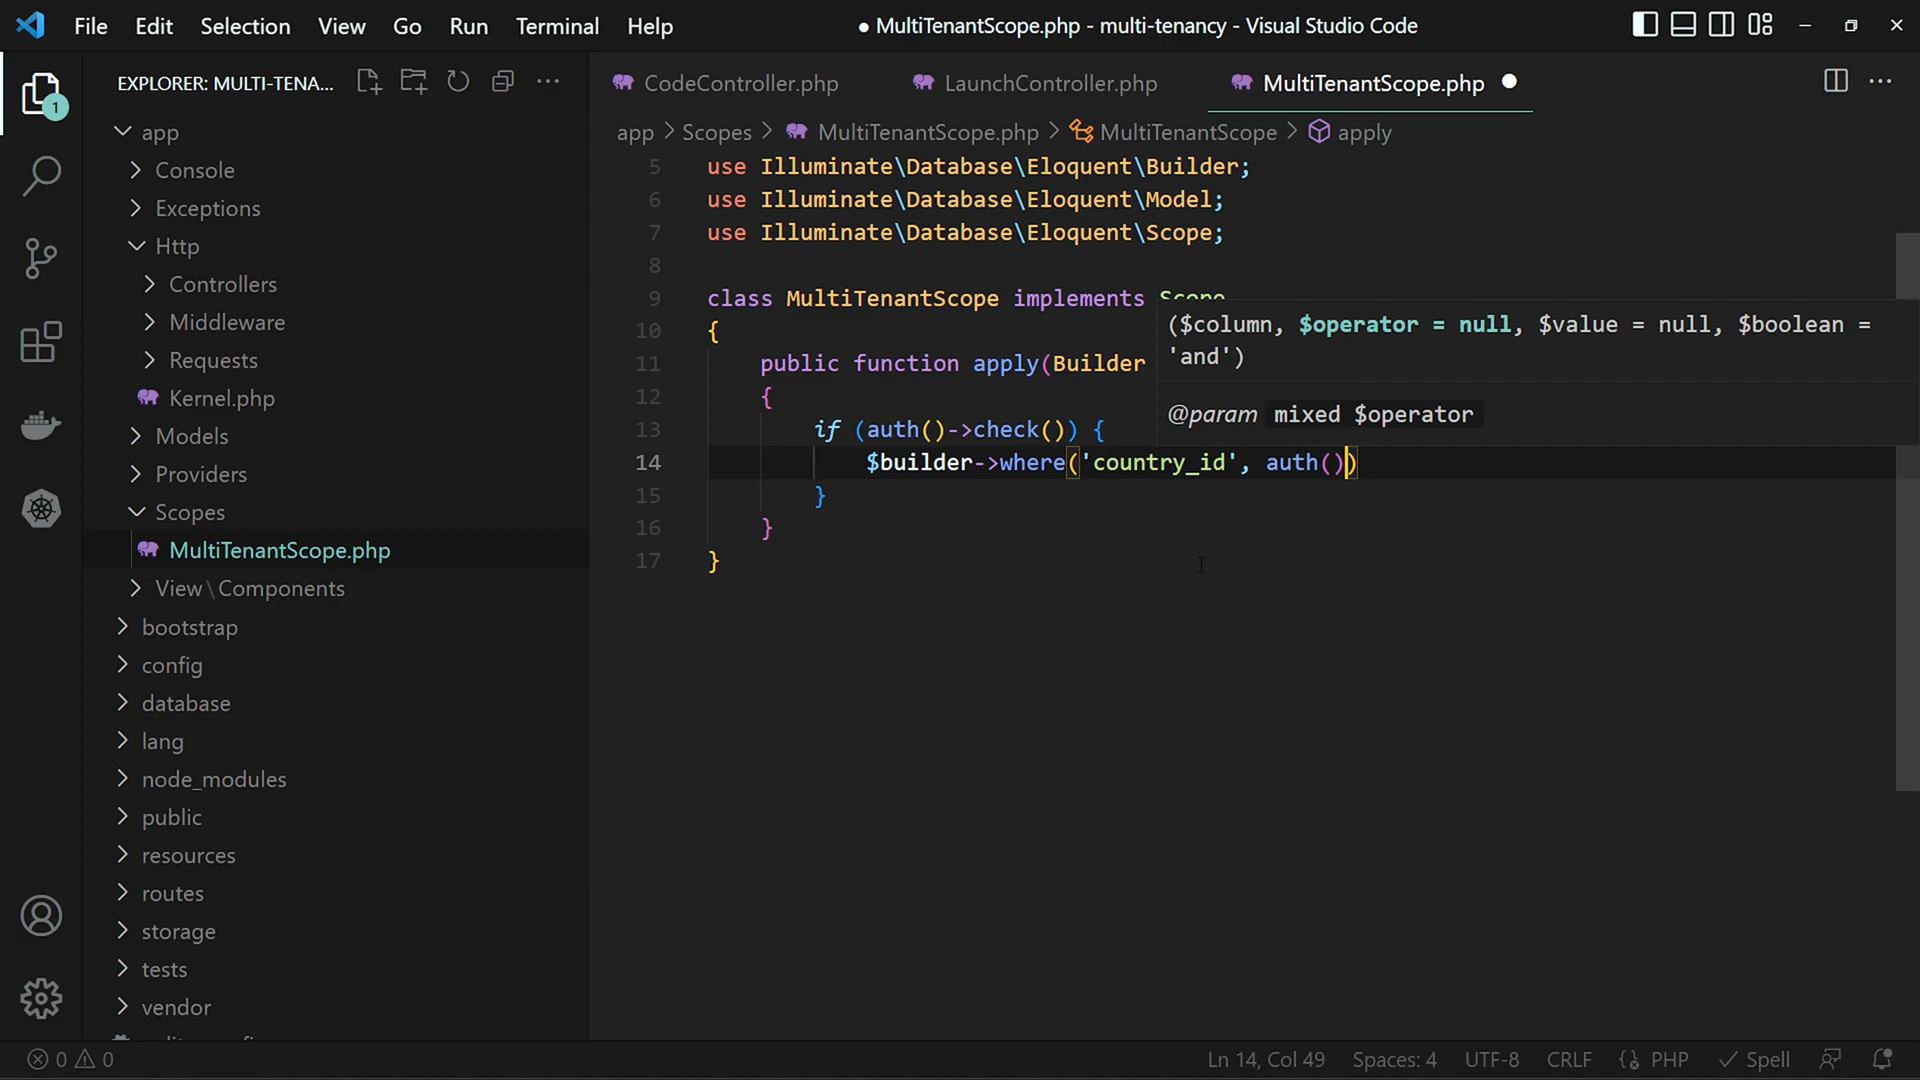 File Edit Selection View Go Run Terminal Help
● MultiTenantScope.php - multi-tenancy - Visual Studio Code
EXPLORER: MULTI-TENA...
1
app
Console
Exceptions
Http
Controllers
Middleware
Requests
Kernel.php
Models
Providers
Scopes
MultiTenantScope.php
View\Components
bootstrap
config
database
lang
node_modules
public
resources
routes
storage
tests
vendor
CodeController.php LaunchController.php MultiTenantScope.php
app > Scopes > MultiTenantScope.php > MultiTenantScope > apply
5 use Illuminate\Database\Eloquent\Builder;
6 use Illuminate\Database\Eloquent\Model;
7 use Illuminate\Database\Eloquent\Scope;
8
9 class MultiTenantScope implements Scope
10 {
11 public function apply(Builder
12 {
13 if (auth()->check()) {
14 $builder->where('country_id', auth())
15 }
16 }
17 }
($column, $operator = null, $value = null, $boolean =
'and')
@param mixed $operator
0 0 Ln 14, Col 49 Spaces: 4 UTF-8 CRLF {} PHP Spell